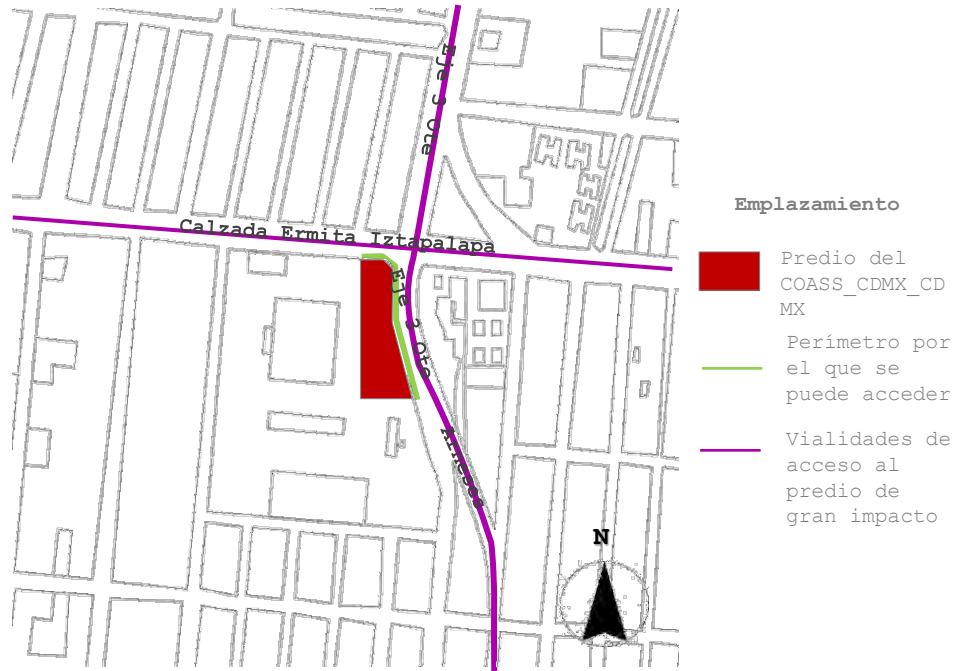 Eje 3 Ote
Calzada Ermita Iztapalapa
Eje 3 Ote
Arneses
N
Emplazamiento
Predio del
COASS_CDMX_CD
MX
Perímetro por
el que se
puede acceder
Vialidades de
acceso al
predio de
gran impacto